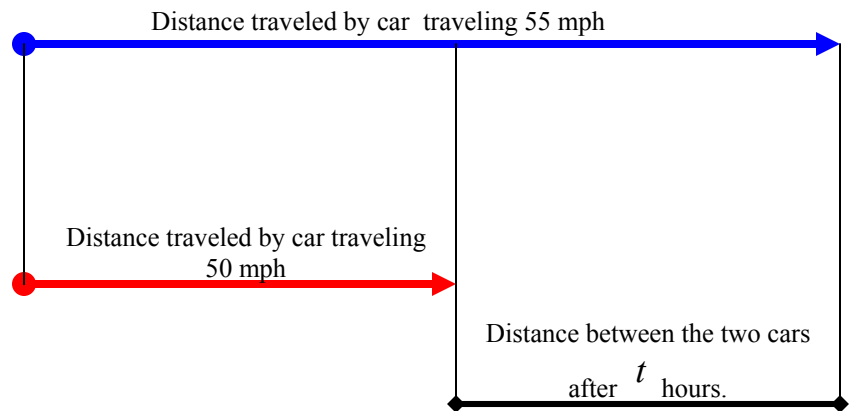 Distance traveled by car traveling 55 mph
Distance traveled by car traveling
50 mph
Distance between the two cars
after t hours.